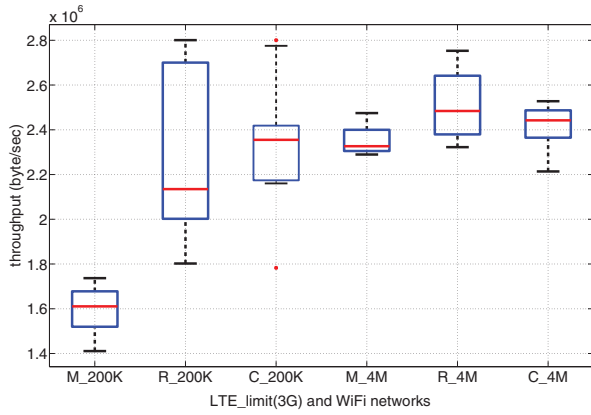 x 10^6
2.8
2.6
2.4
2.2
2
1.8
1.6
1.4
throughput (byte/sec)
M_200K R_200K C_200K M_4M R_4M C_4M
LTE_limit(3G) and WiFi networks